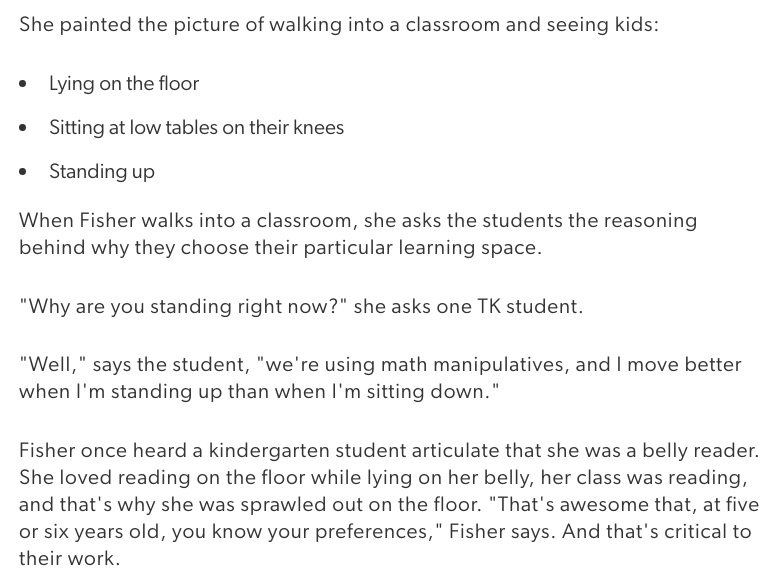 She painted the picture of walking into a classroom and seeing kids:
• Lying on the floor
• Sitting at low tables on their knees
• Standing up
When Fisher walks into a classroom, she asks the students the reasoning
behind why they choose their particular learning space.
"Why are you standing right now?" she asks one TK student.
"Well," says the student, "we're using math manipulatives, and I move better
when I'm standing up than when I'm sitting down."
Fisher once heard a kindergarten student articulate that she was a belly reader.
She loved reading on the floor while lying on her belly, her class was reading,
and that's why she was sprawled out on the floor. "That's awesome that, at five
or six years old, you know your preferences," Fisher says. And that's critical to
their work.